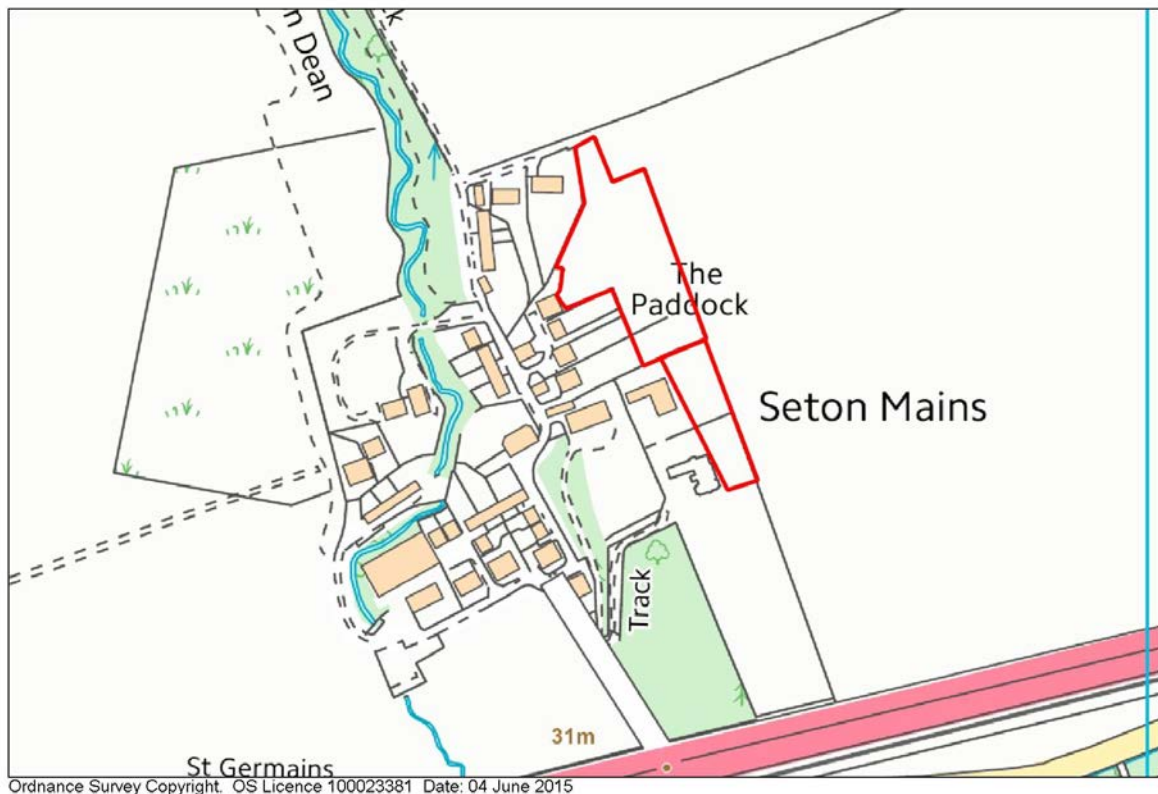 n Dean
k
The
Paddock
Seton Mains
Track
31m
St Germains
Ordnance Survey Copyright. OS Licence 100023381 Date: 04 June 2015